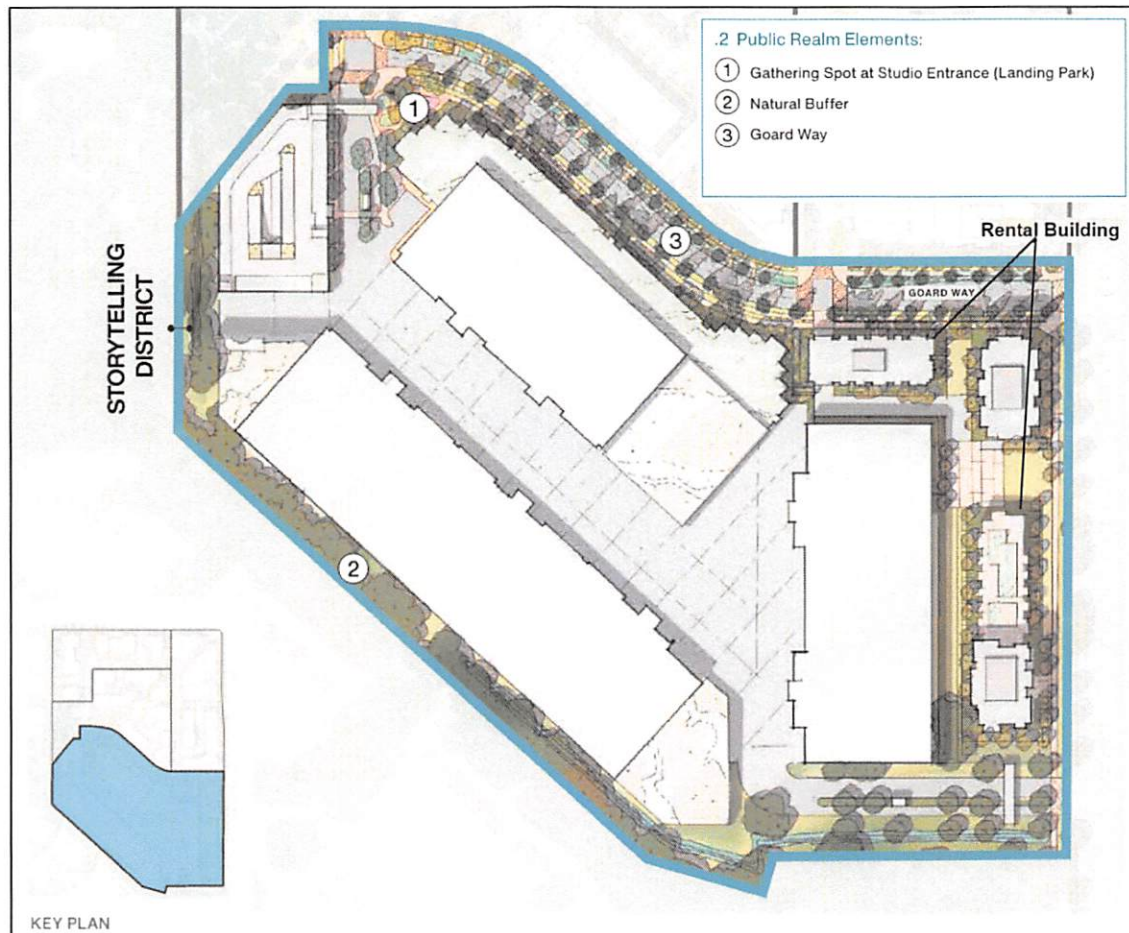 .2 Public Realm Elements:
1 Gathering Spot at Studio Entrance (Landing Park)
2 Natural Buffer
3 Goard Way
1
3
Rental Building
GOARD WAY
STORYTELLING
DISTRICT
2
KEY PLAN